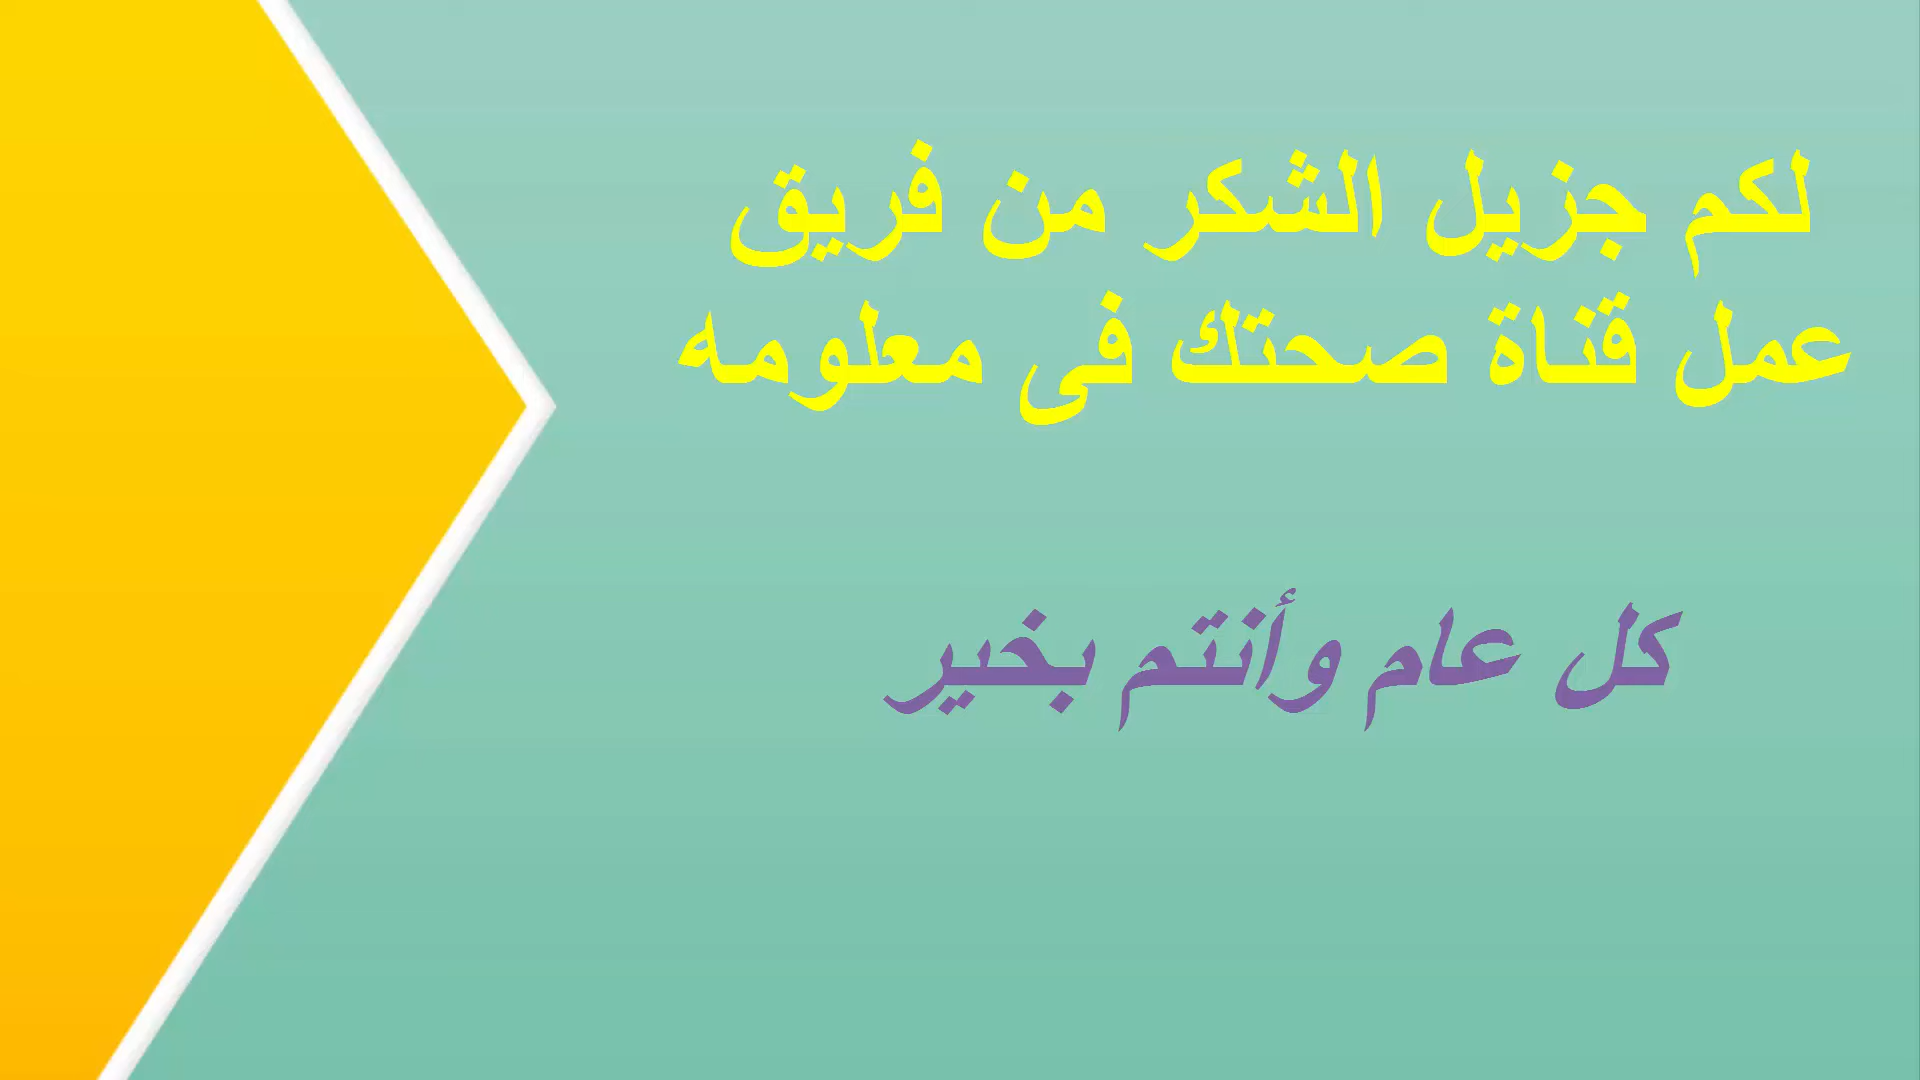 لكم جزيل الشكر من فريق
عمل قناة صحتك فى معلومه
كل عام وأنتم بخير